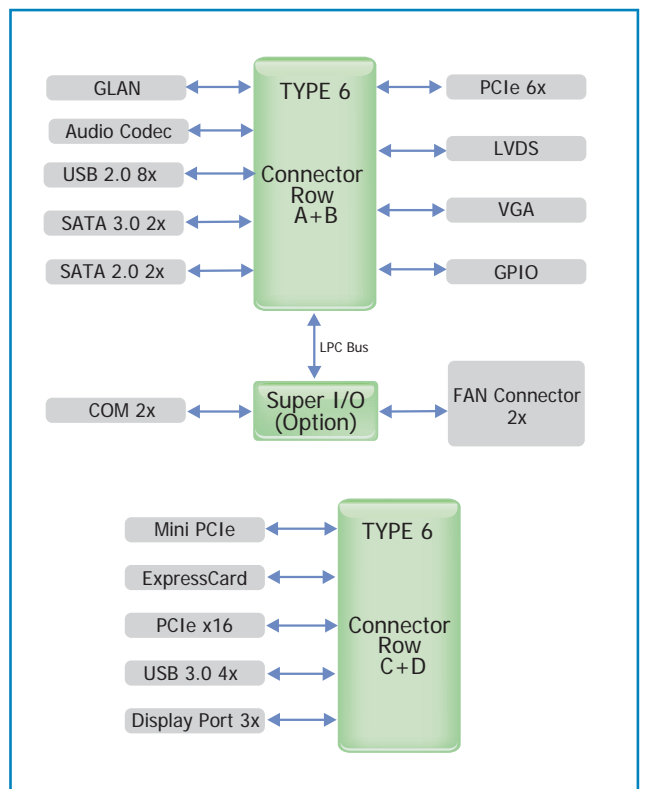 GLAN
Audio Codec
USB 2.0 8x
SATA 3.0 2x
SATA 2.0 2x
TYPE 6
Connector
Row
A+B
PCIe 6x
LVDS
VGA
GPIO
LPC Bus
COM 2x
Super I/O
(Option)
FAN Connector
2x
Mini PCIe
ExpressCard
PCIe x16
USB 3.0 4x
Display Port 3x
TYPE 6
Connector
Row
C+D